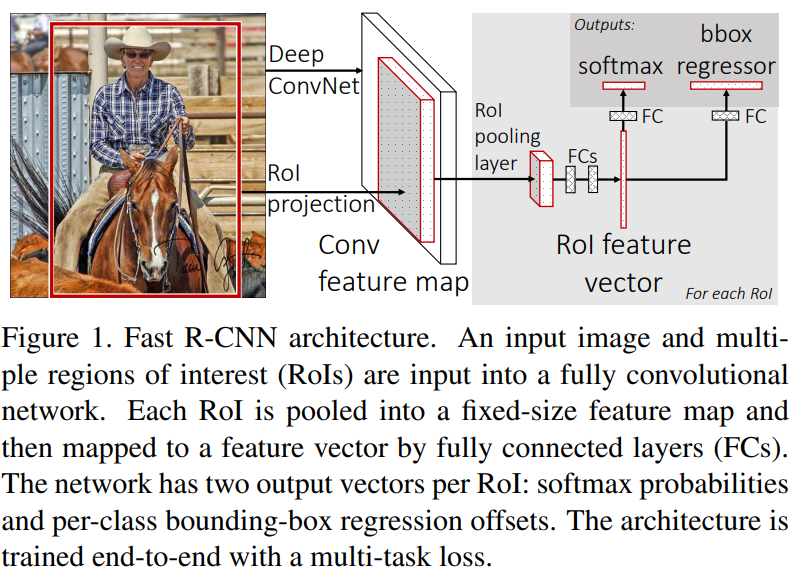 Outputs:
bbox
softmax regressor
Deep
ConvNet
FC
FC
RoI
pooling
layer
FCs
RoI
projection
Conv
feature map
RoI feature
vector
For each RoI
Figure 1. Fast R-CNN architecture. An input image and multi-
ple regions of interest (RoIs) are input into a fully convolutional
network. Each RoI is pooled into a fixed-size feature map and
then mapped to a feature vector by fully connected layers (FCs).
The network has two output vectors per RoI: softmax probabilities
and per-class bounding-box regression offsets. The architecture is
trained end-to-end with a multi-task loss.